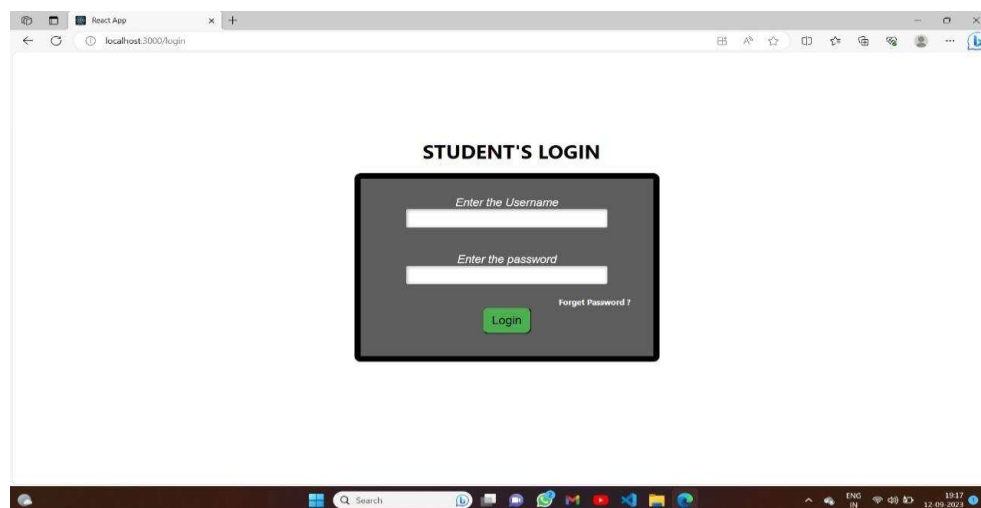 React App
localhost:3000/login
STUDENT'S LOGIN
Enter the Username
Enter the password
Forget Password ?
Login
Search
ENG
IN
19:17
12-09-2023